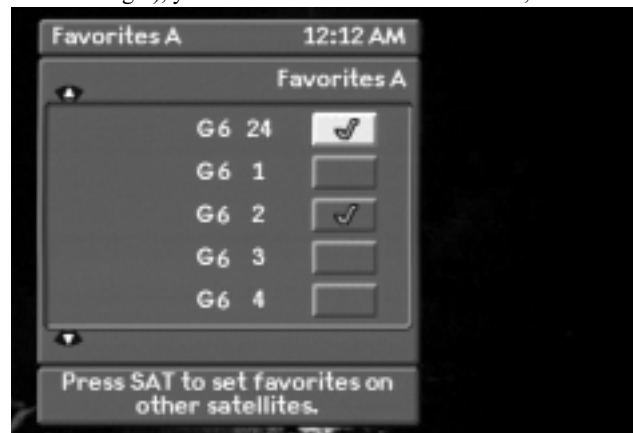 Favorites A 12:12 AM
Favorites A
G6 24
G6 1
G6 2
G6 3
G6 4
Press SAT to set favorites on
other satellites.